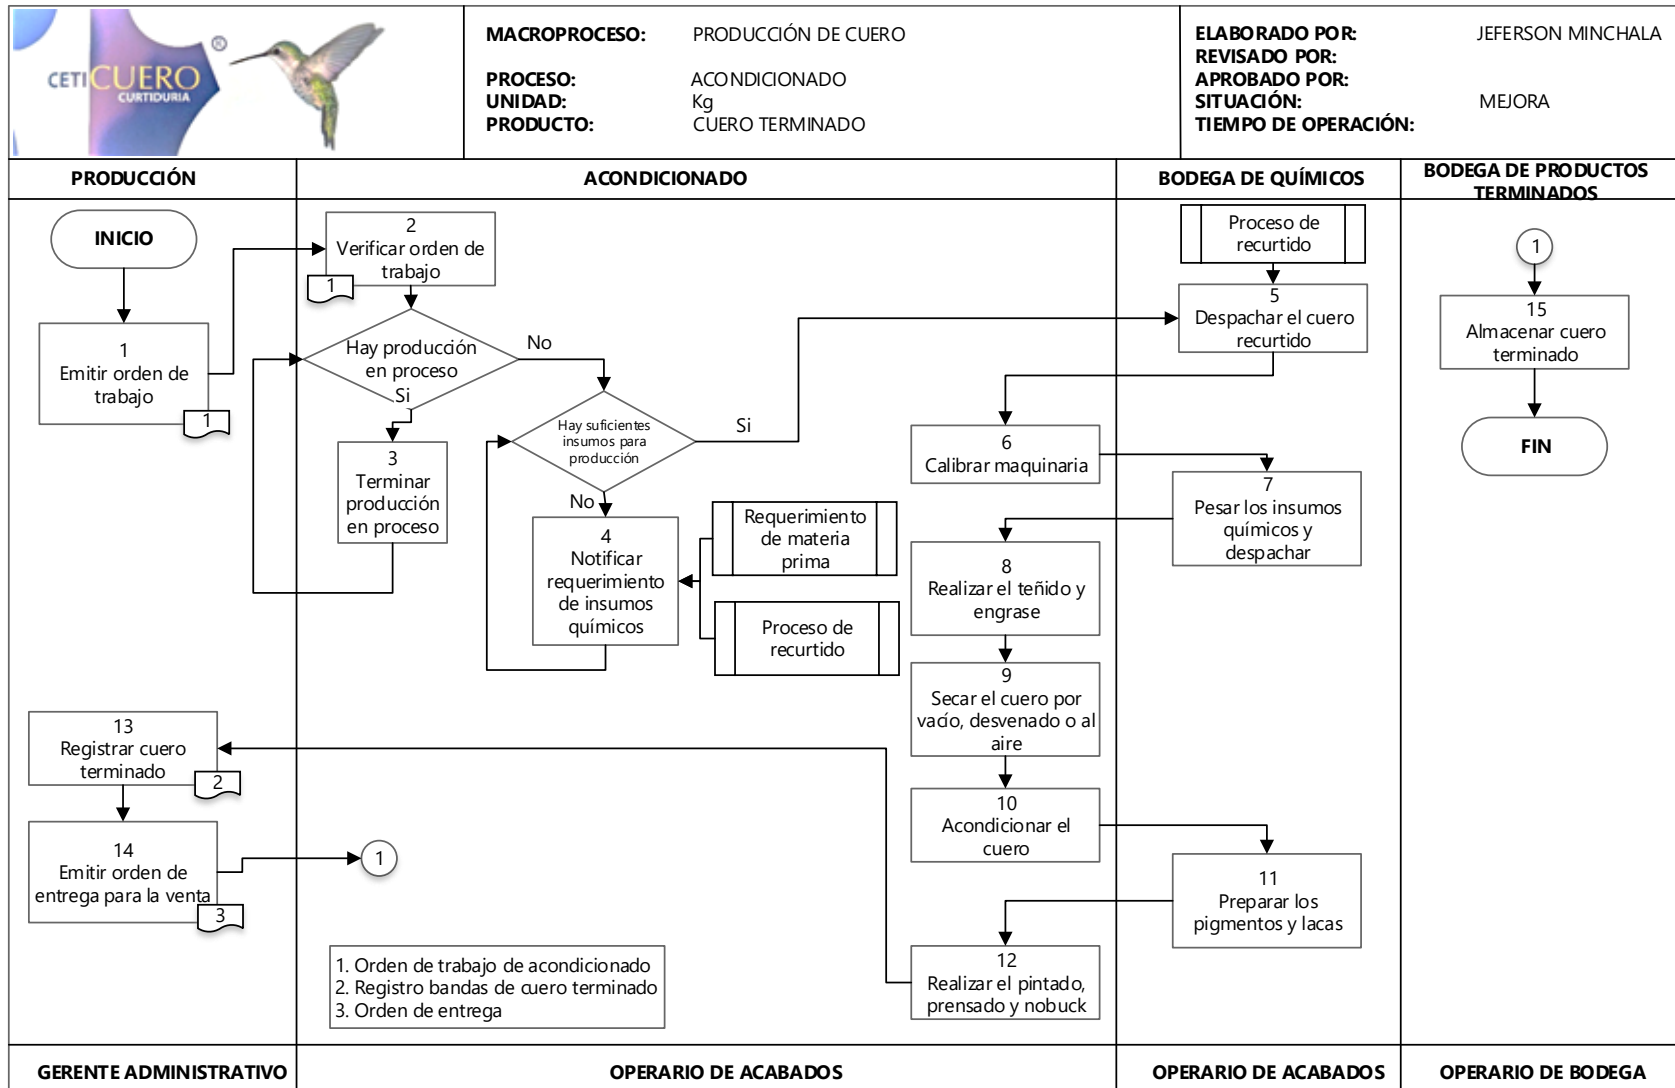 CETICUERO
CURTIDURIA
®
MACROPROCESO: PRODUCCIÓN DE CUERO
PROCESO: ACONDICIONADO
UNIDAD: Kg
PRODUCTO: CUERO TERMINADO
ELABORADO POR: JEFERSON MINCHALA
REVISADO POR:
APROBADO POR:
SITUACIÓN: MEJORA
TIEMPO DE OPERACIÓN:
PRODUCCIÓN
ACONDICIONADO
BODEGA DE QUÍMICOS
BODEGA DE PRODUCTOS
TERMINADOS
INICIO
1
Emitir orden de
trabajo
1
2
Verificar orden de
trabajo
1
Hay producción
en proceso
No
Si
3
Terminar
producción
en proceso
Hay suficientes
insumos para
producción
Si
No
4
Notificar
requerimiento
de insumos
químicos
Requerimiento
de materia
prima
Proceso de
recurtido
Proceso de
recurtido
5
Despachar el cuero
recurtido
6
Calibrar maquinaria
7
Pesar los insumos
químicos y
despachar
8
Realizar el teñido y
engrase
9
Secar el cuero por
vacío, desvenado o al
aire
10
Acondicionar el
cuero
11
Preparar los
pigmentos y lacas
12
Realizar el pintado,
prensado y nobuck
13
Registrar cuero
terminado
2
14
Emitir orden de
entrega para la venta
3
1
1
15
Almacenar cuero
terminado
FIN
1. Orden de trabajo de acondicionado
2. Registro bandas de cuero terminado
3. Orden de entrega
GERENTE ADMINISTRATIVO
OPERARIO DE ACABADOS
OPERARIO DE ACABADOS
OPERARIO DE BODEGA